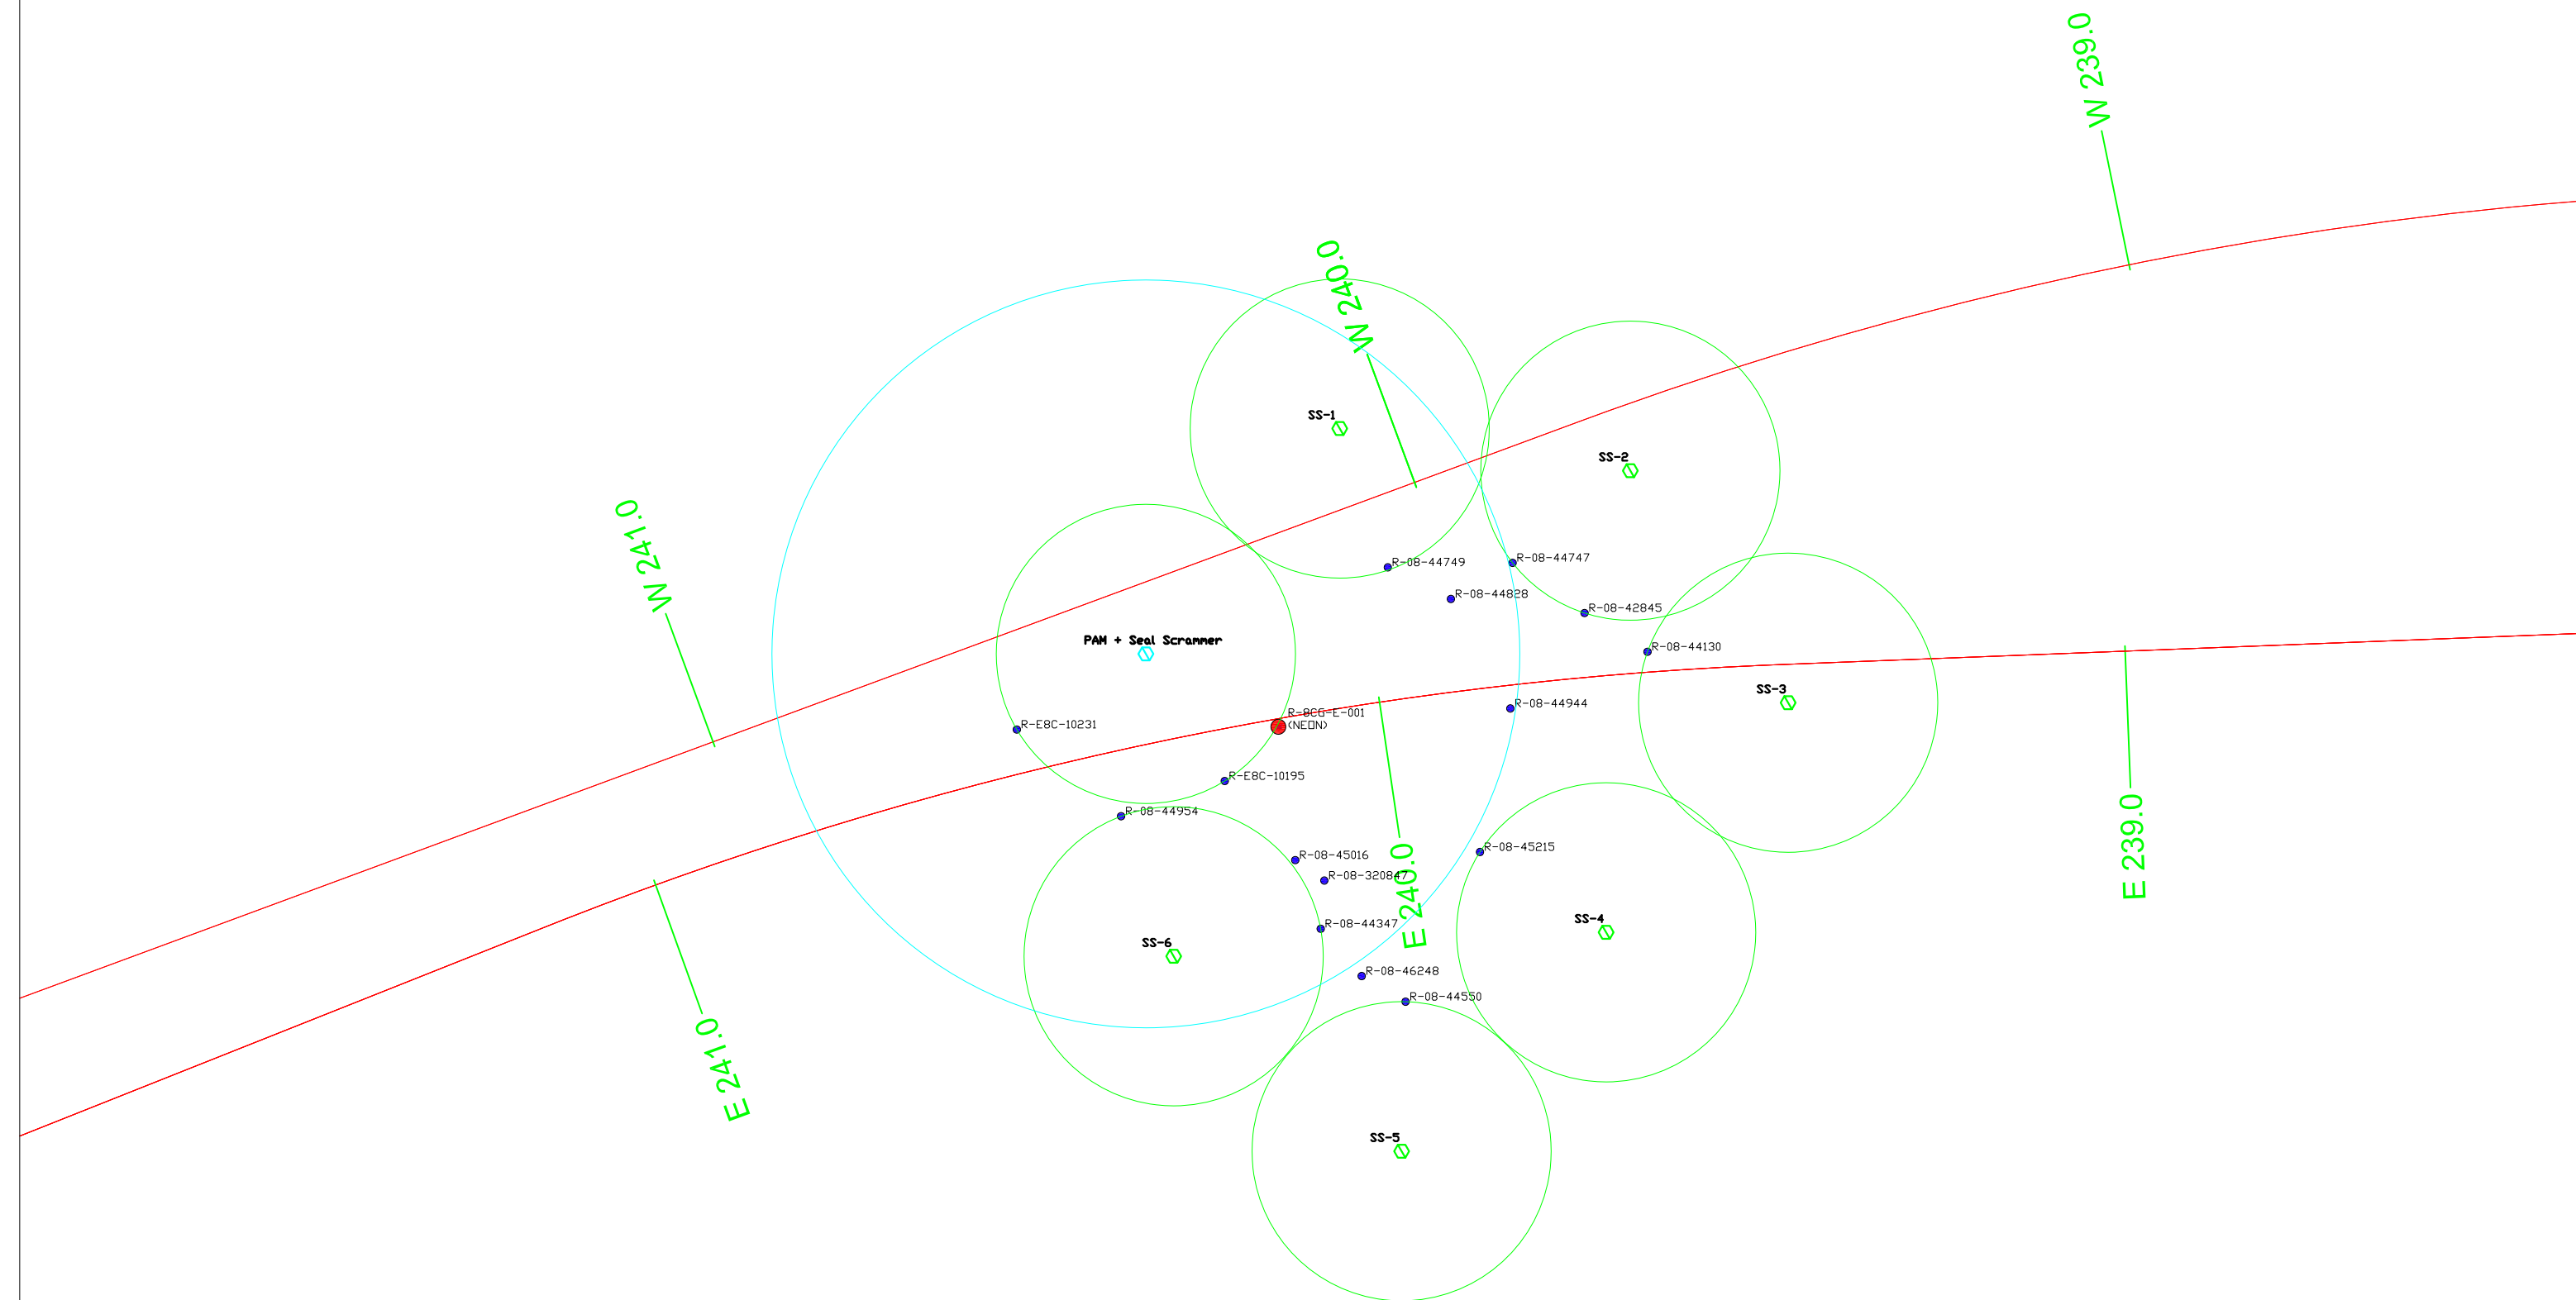 W 239.0
W 240.0
SS-1
SS-2
W 241.0
R-08-44749
R-08-44747
R-08-44828
R-08-42845
PAM + Seal Scrammer
R-08-44130
SS-3
R-E8C-10231
R-8CG-E-001
(NEON)
R-08-44944
R-E8C-10195
R-08-44954
R-08-45016
R-08-45215
E 239.0
R-08-320847
E 240.0
R-08-44347
SS-4
SS-6
R-08-46248
R-08-44550
E 241.0
SS-5